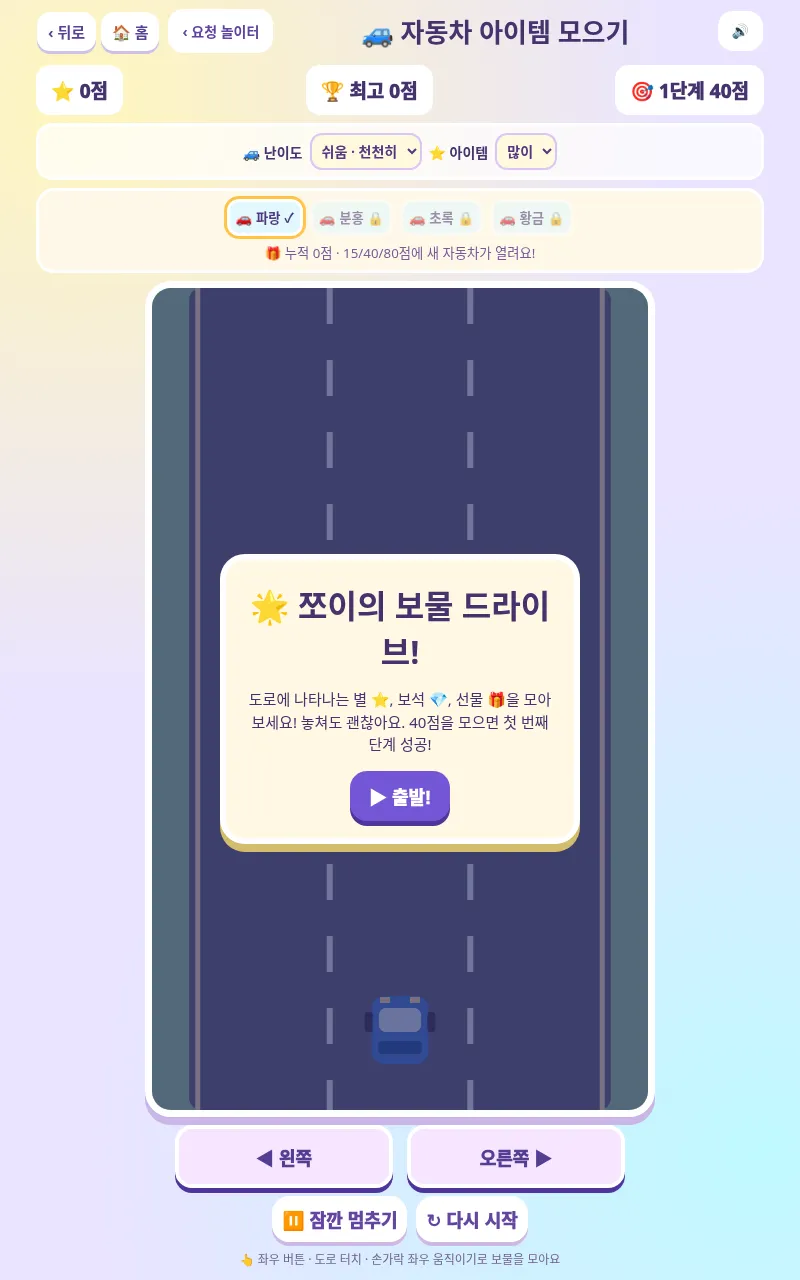 ‹ 뒤로 🏠 홈 ‹ 요청 놀이터 🚙 자동차 아이템 모으기 🔊
⭐ 0점 🏆 최고 0점 🎯 1단계 40점
🚙 난이도 쉬움 · 천천히 ⭐ 아이템 많이
🚗 파랑 ✓ 🚗 분홍 🔒 🚗 초록 🔒 🚗 황금 🔒
🎁 누적 0점 · 15/40/80점에 새 자동차가 열려요!
🌟 쪼이의 보물 드라이
브!
도로에 나타나는 별 ⭐, 보석 💎, 선물 🎁을 모아
보세요! 놓쳐도 괜찮아요. 40점을 모으면 첫 번째
단계 성공!
▶ 출발!
◀ 왼쪽 오른쪽 ▶
⏸️ 잠깐 멈추기 ↻ 다시 시작
👆 좌우 버튼 · 도로 터치 · 손가락 좌우 움직이기로 보물을 모아요